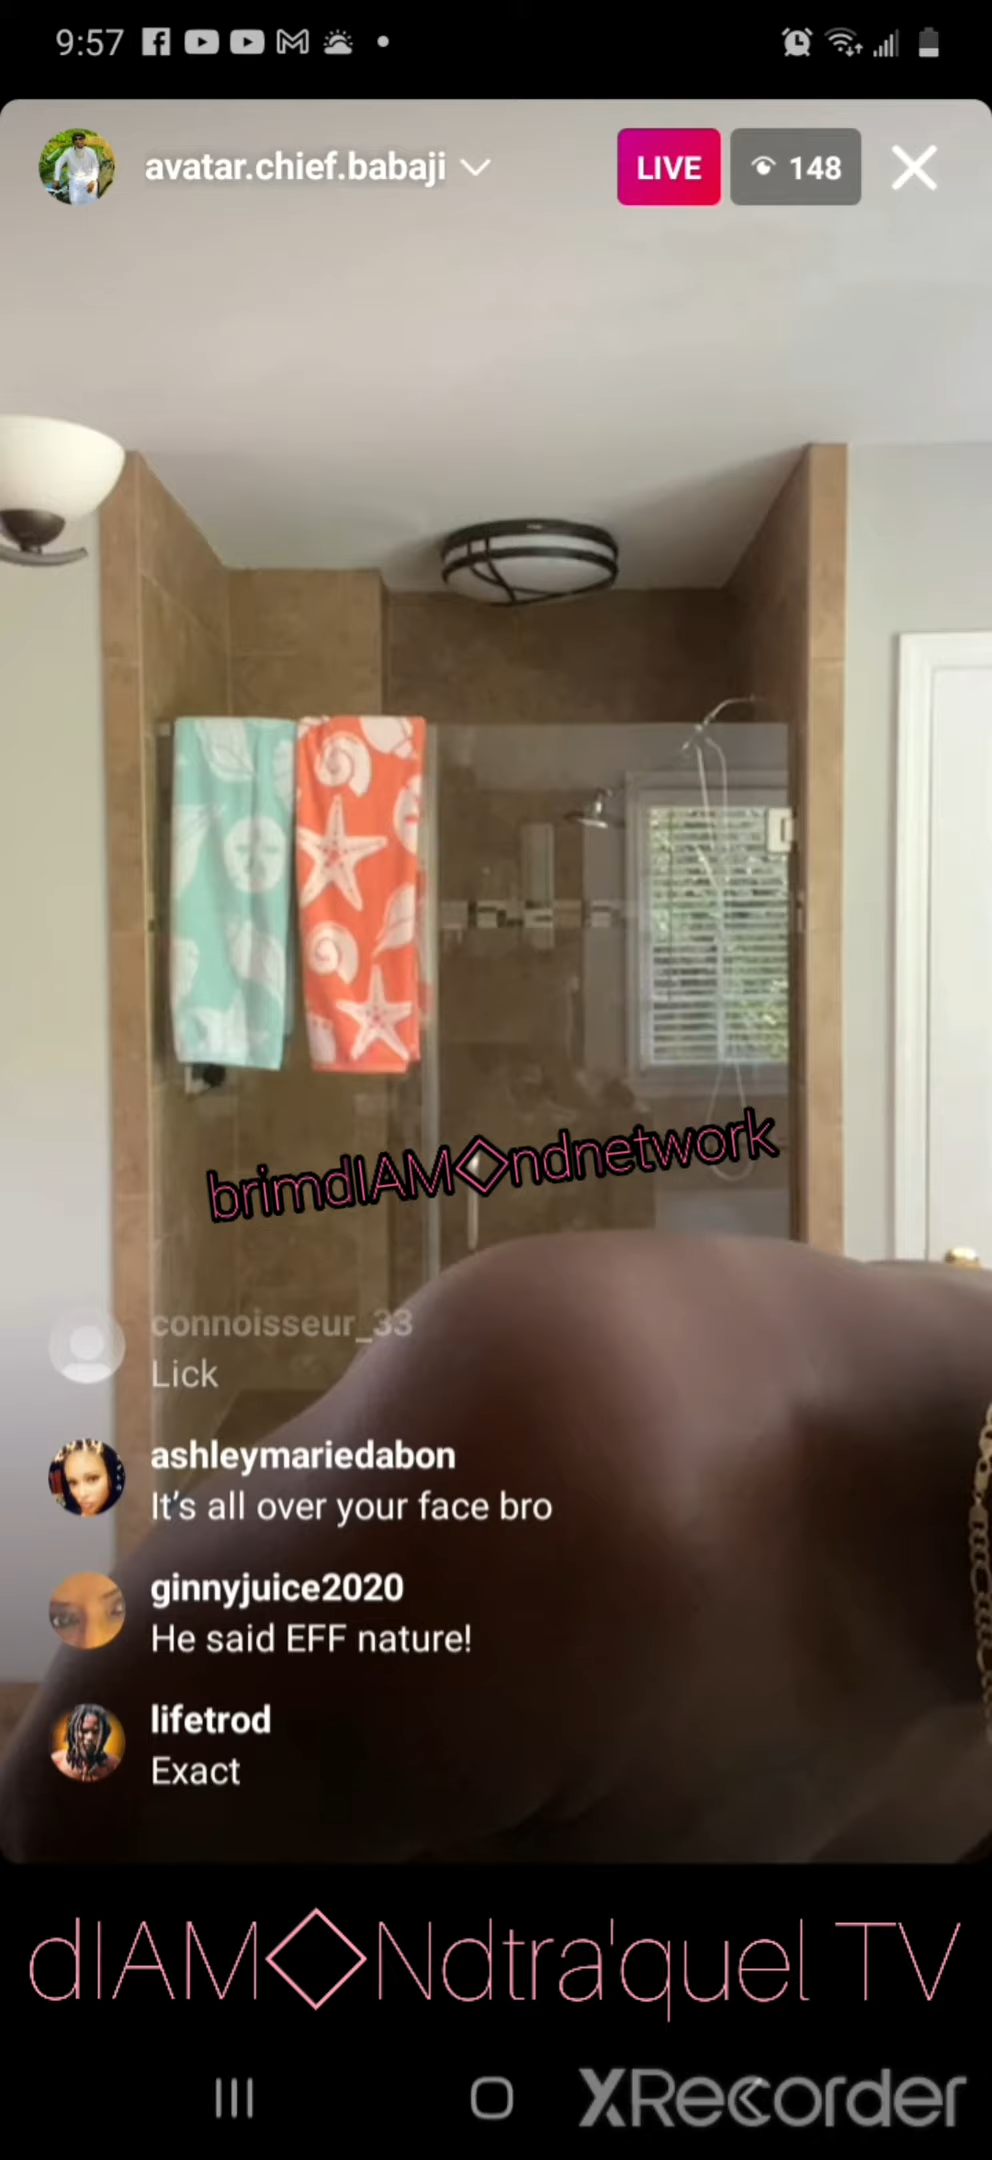 9:57
avatar.chief.babaji
LIVE
148
brimdIAM◇ndnetwork
connoisseur_33
Lick
ashleymariedabon
It's all over your face bro
ginnyjuice2020
He said EFF nature!
lifetrod
Exact
dIAM◇Ndtra'quel TV
XRecorder